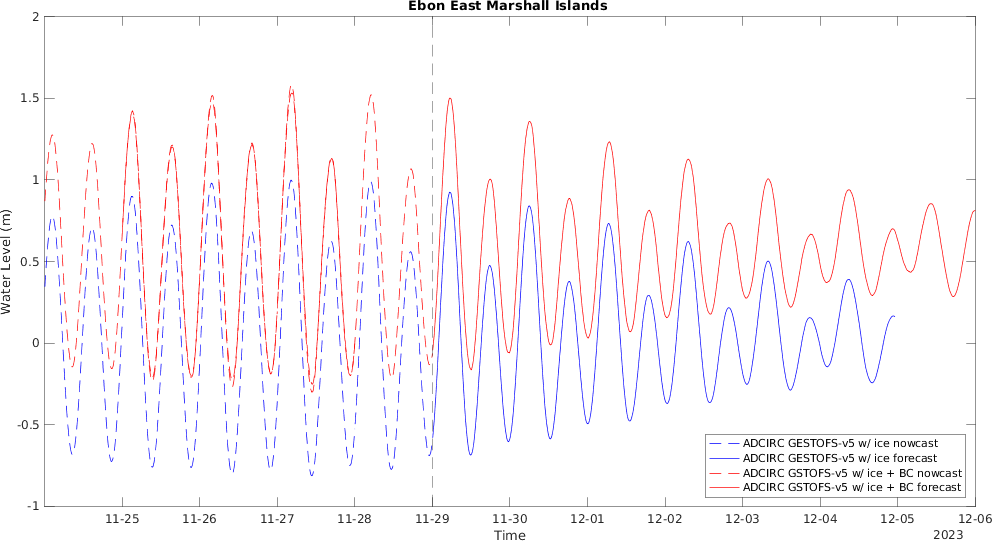 Ebon East Marshall Islands
Water Level (m)
2
1.5
1
0.5
0
-0.5
-1
ADCIRC GESTOFS-v5 w/ ice nowcast
ADCIRC GESTOFS-v5 w/ ice forecast
ADCIRC GSTOFS-v5 w/ ice + BC nowcast
ADCIRC GSTOFS-v5 w/ ice + BC forecast
11-25 11-26 11-27 11-28 11-29 11-30 12-01 12-02 12-03 12-04 12-05 12-06
Time
2023